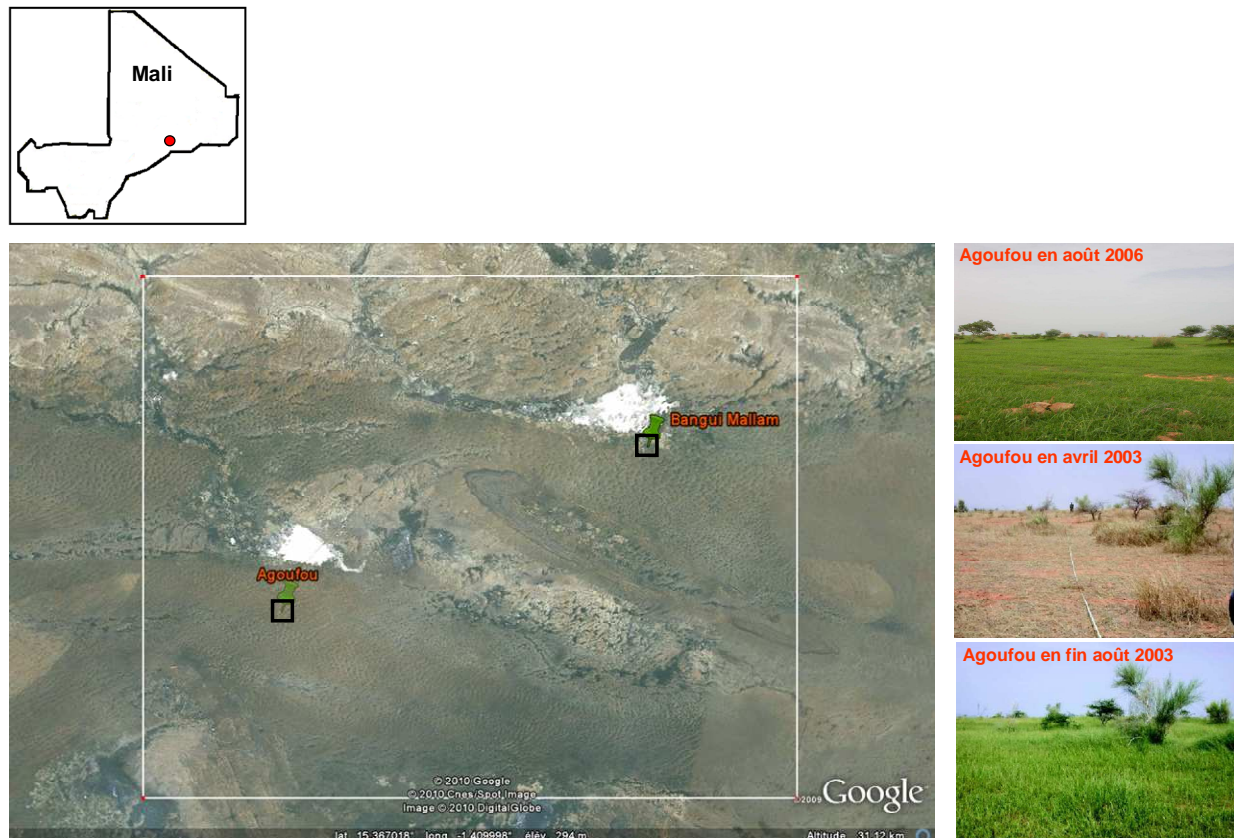 Mali
Agoufou en août 2006
Bangui Mallam
Agoufou en avril 2003
Agoufou
Agoufou en fin août 2003
© 2010 Google
© 2010 Cnes/Spot Image
Image © 2010 DigitalGlobe
©2009 Google
lat 15.367018° long -1.409998° élév 294 m
Altitude 31.12 km